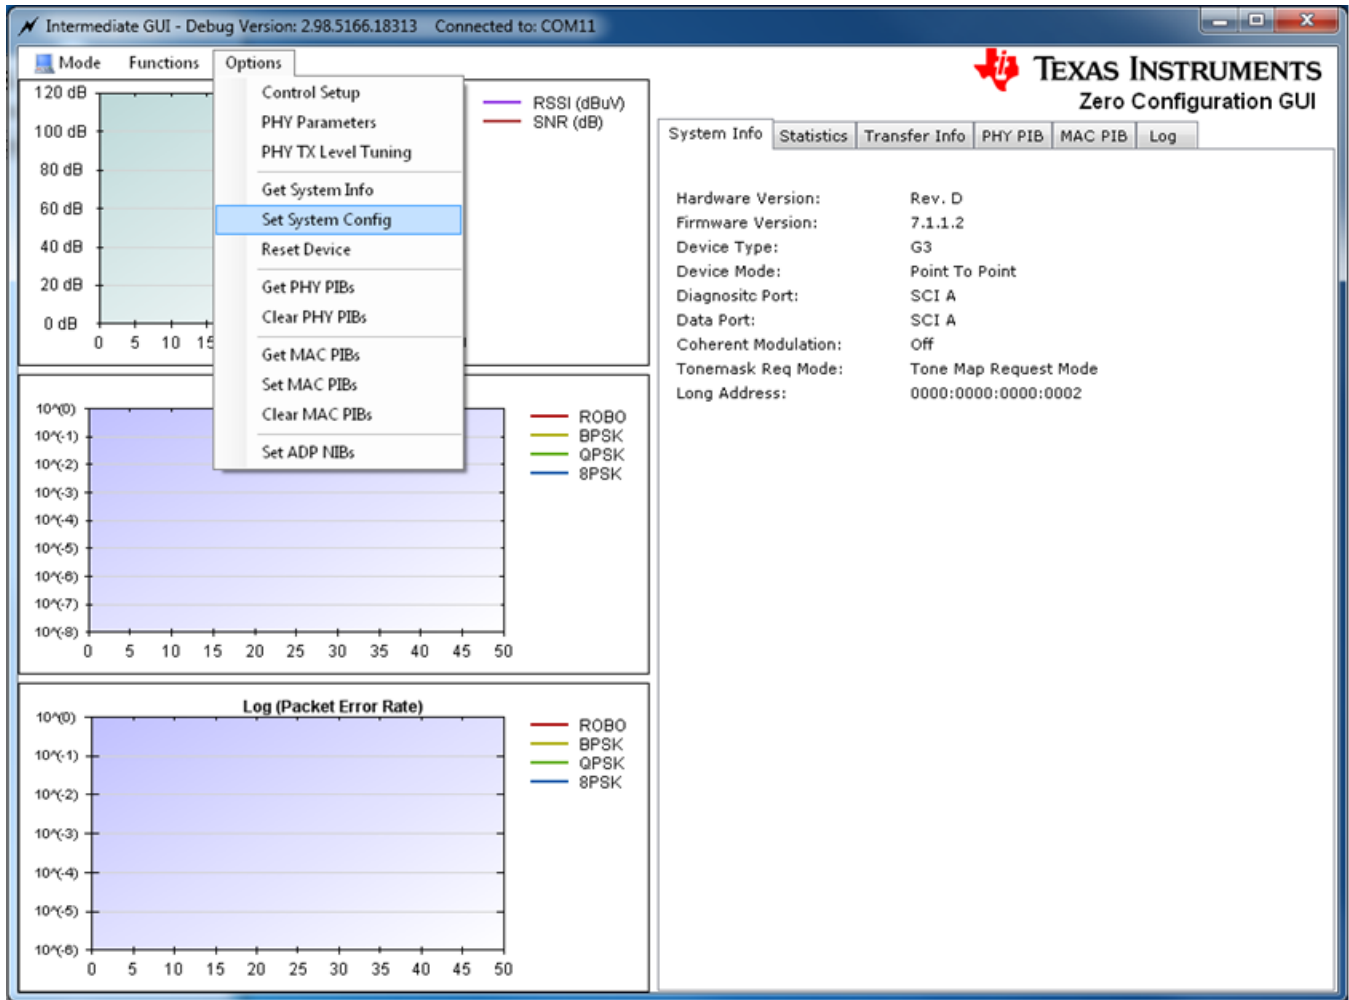 Intermediate GUI - Debug Version: 2.98.5166.18313 Connected to: COM11
Mode Functions Options
Control Setup
PHY Parameters
PHY TX Level Tuning
Get System Info
Set System Config
Reset Device
Get PHY PIBs
Clear PHY PIBs
Get MAC PIBs
Set MAC PIBs
Clear MAC PIBs
Set ADP NIBs
120 dB
100 dB
80 dB
60 dB
40 dB
20 dB
0 dB
0 5 10 15
RSSI (dBuV)
SNR (dB)
10^(0)
10^(-1)
10^(-2)
10^(-3)
10^(-4)
10^(-5)
10^(-6)
10^(-7)
10^(-8)
0 5 10 15 20 25 30 35 40 45 50
ROBO
BPSK
QPSK
8PSK
Log (Packet Error Rate)
10^(0)
10^(-1)
10^(-2)
10^(-3)
10^(-4)
10^(-5)
10^(-6)
0 5 10 15 20 25 30 35 40 45 50
ROBO
BPSK
QPSK
8PSK
TEXAS INSTRUMENTS
Zero Configuration GUI
System Info Statistics Transfer Info PHY PIB MAC PIB Log
Hardware Version: Rev. D
Firmware Version: 7.1.1.2
Device Type: G3
Device Mode: Point To Point
Diagnositc Port: SCI A
Data Port: SCI A
Coherent Modulation: Off
Tonemask Req Mode: Tone Map Request Mode
Long Address: 0000:0000:0000:0002